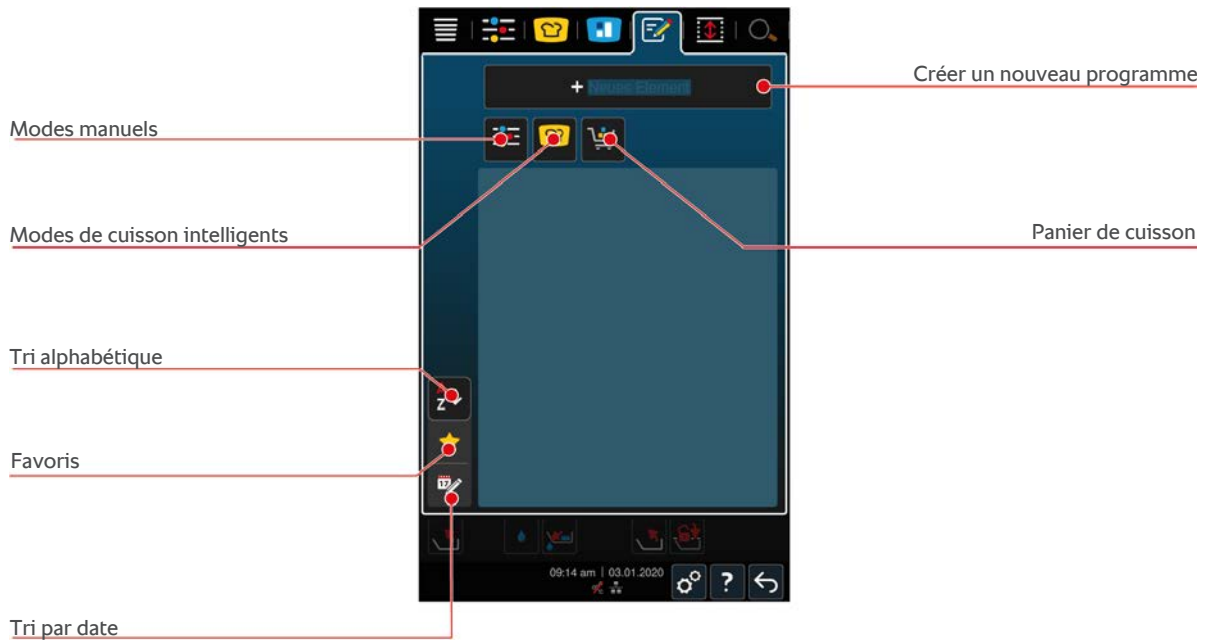 Créer un nouveau programme
+ Neues Element
Modes manuels
Modes de cuisson intelligents
Panier de cuisson
Tri alphabétique
Z
Favoris
17
09:14 am | 03.01.2020
?
Tri par date